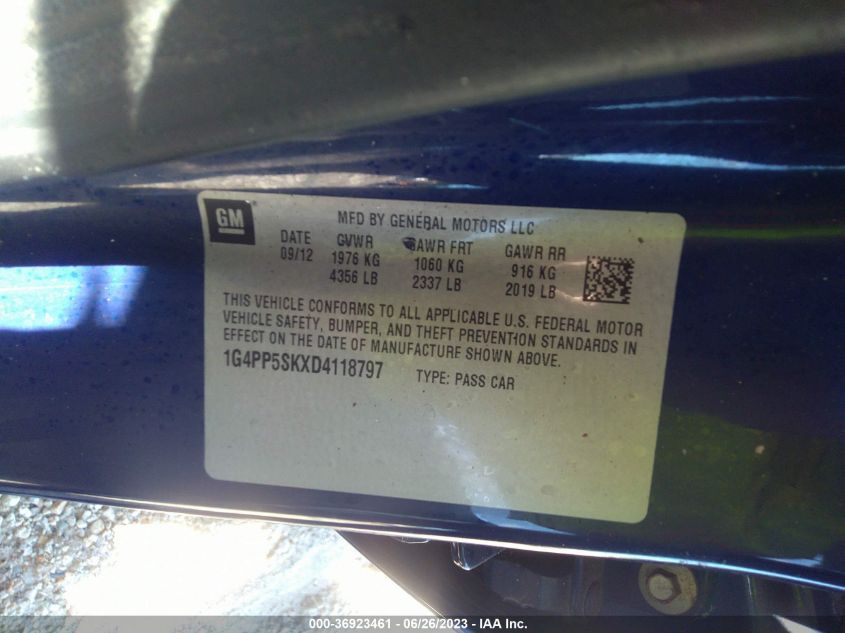 GM
MFD BY GENERAL MOTORS LLC
DATE GVWR GAWR FRT GAWR RR
09/12 1976 KG 1060 KG 916 KG
4356 LB 2337 LB 2019 LB
THIS VEHICLE CONFORMS TO ALL APPLICABLE U.S. FEDERAL MOTOR
VEHICLE SAFETY, BUMPER, AND THEFT PREVENTION STANDARDS IN
EFFECT ON THE DATE OF MANUFACTURE SHOWN ABOVE.
1G4PP5SKXD4118797 TYPE: PASS CAR
000-36923461 - 06/26/2023 - IAA Inc.